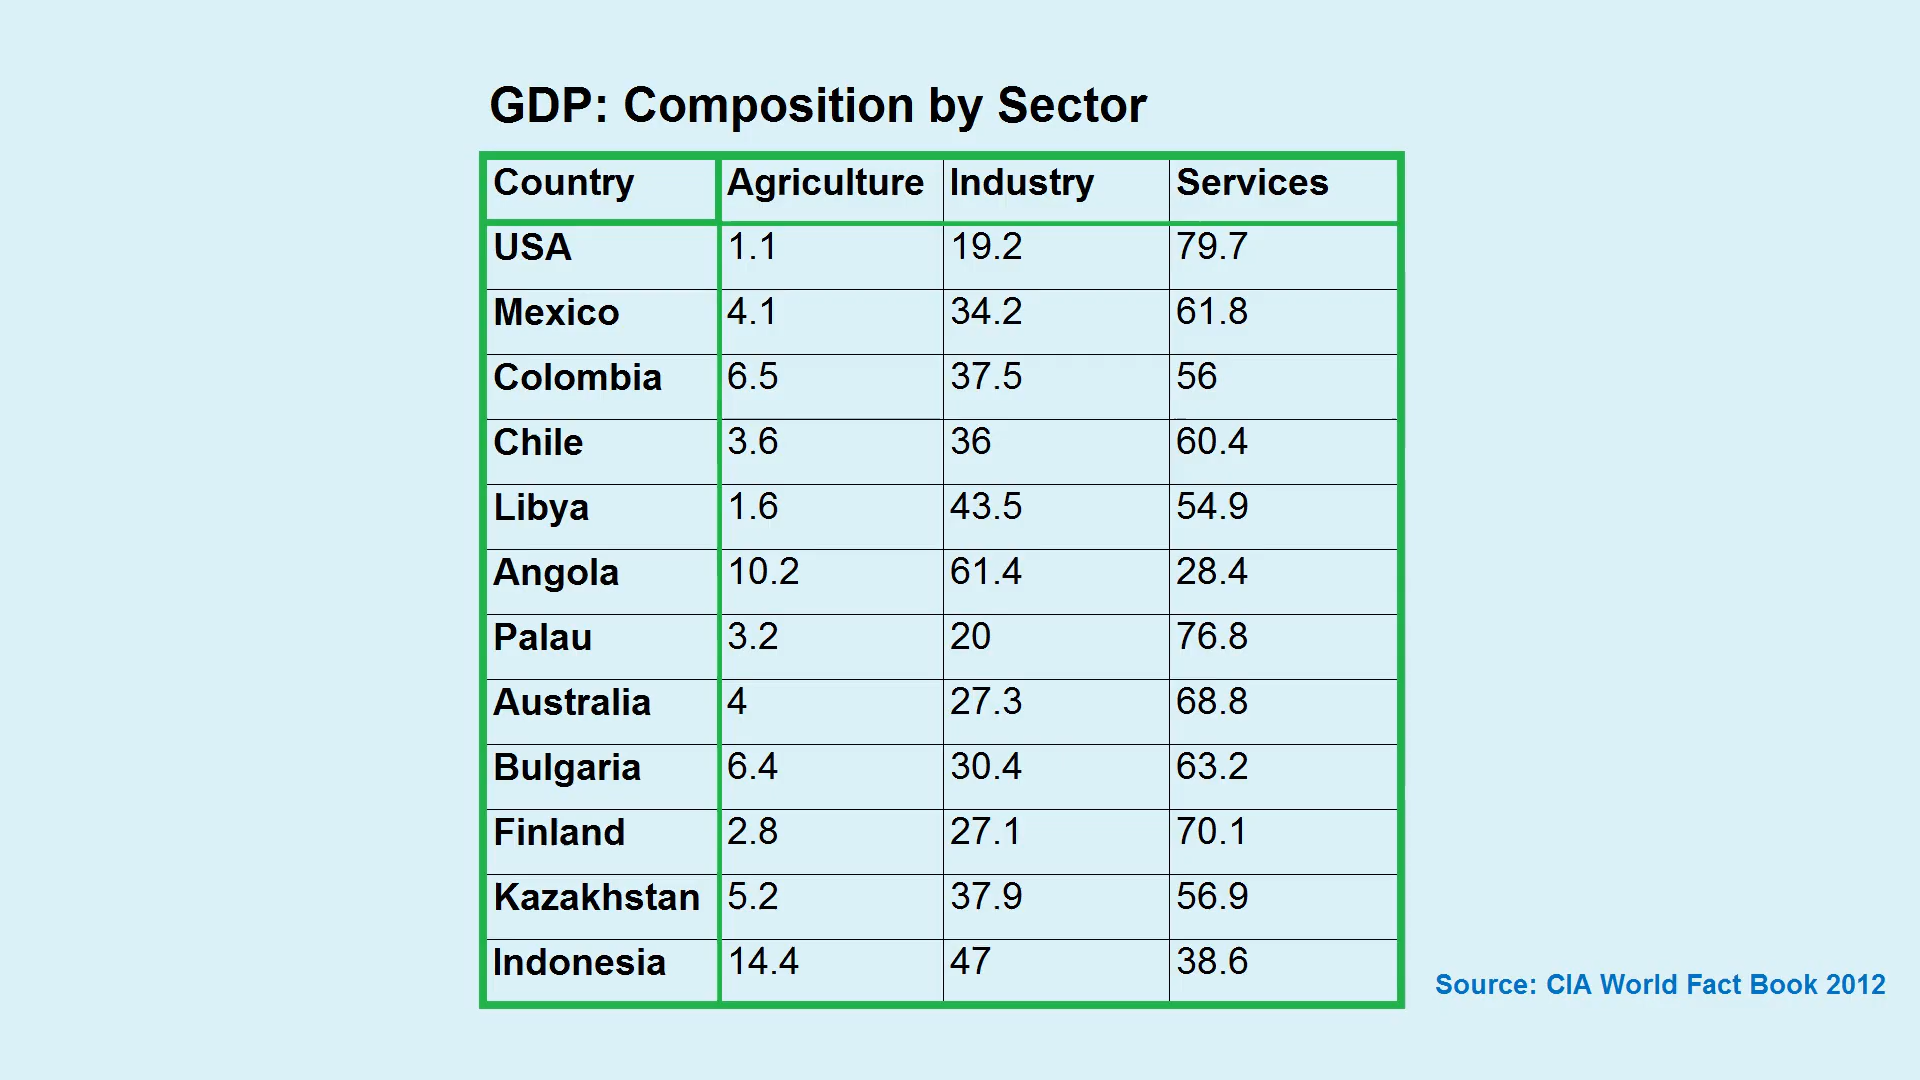 GDP: Composition by Sector
Country Agriculture Industry Services
USA 1.1 19.2 79.7
Mexico 4.1 34.2 61.8
Colombia 6.5 37.5 56
Chile 3.6 36 60.4
Libya 1.6 43.5 54.9
Angola 10.2 61.4 28.4
Palau 3.2 20 76.8
Australia 4 27.3 68.8
Bulgaria 6.4 30.4 63.2
Finland 2.8 27.1 70.1
Kazakhstan 5.2 37.9 56.9
Indonesia 14.4 47 38.6
Source: CIA World Fact Book 2012